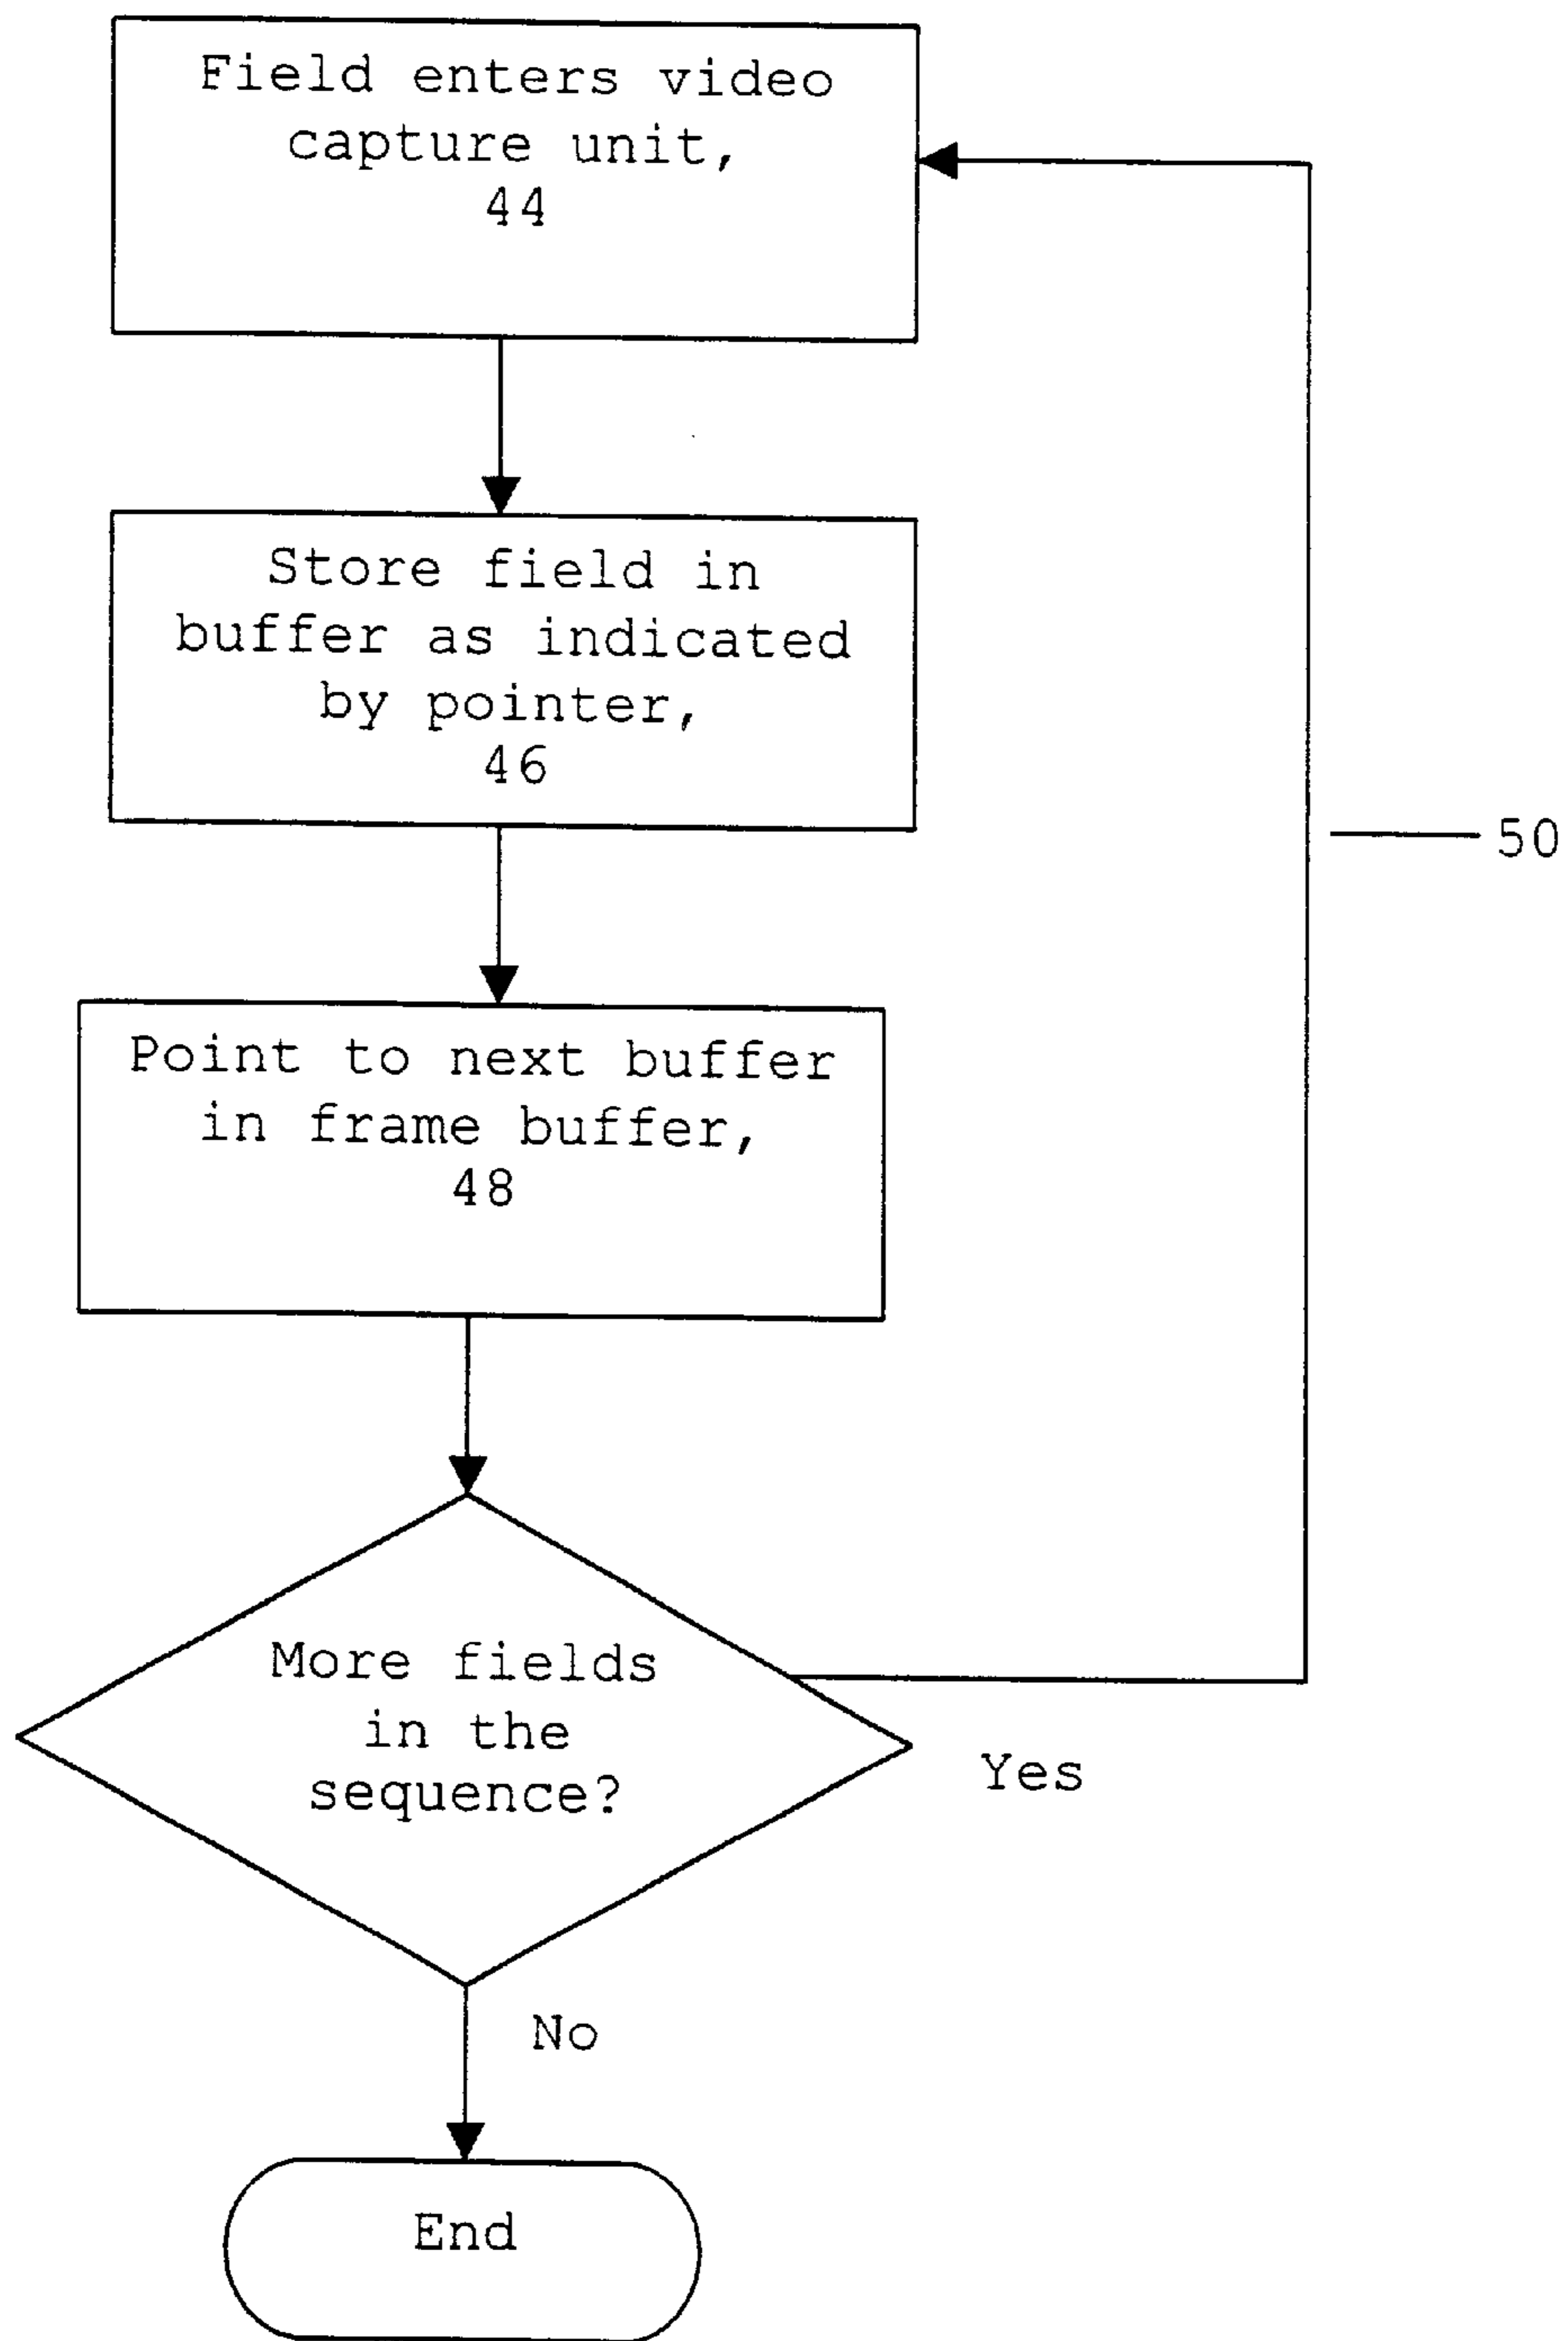 Field enters video
capture unit,
44
Store field in
buffer as indicated
by pointer,
46
50
Point to next buffer
in frame buffer,
48
More fields
in the
sequence?
Yes
No
End